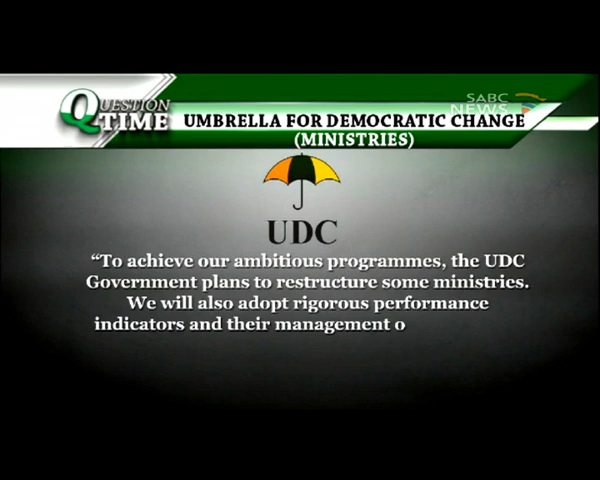 QUESTION
TIME
SABC
NEWS
UMBRELLA FOR DEMOCRATIC CHANGE
(MINISTRIES)
UDC
“To achieve our ambitious programmes, the UDC
Government plans to restructure some ministries.
We will also adopt rigorous performance
indicators and their management o